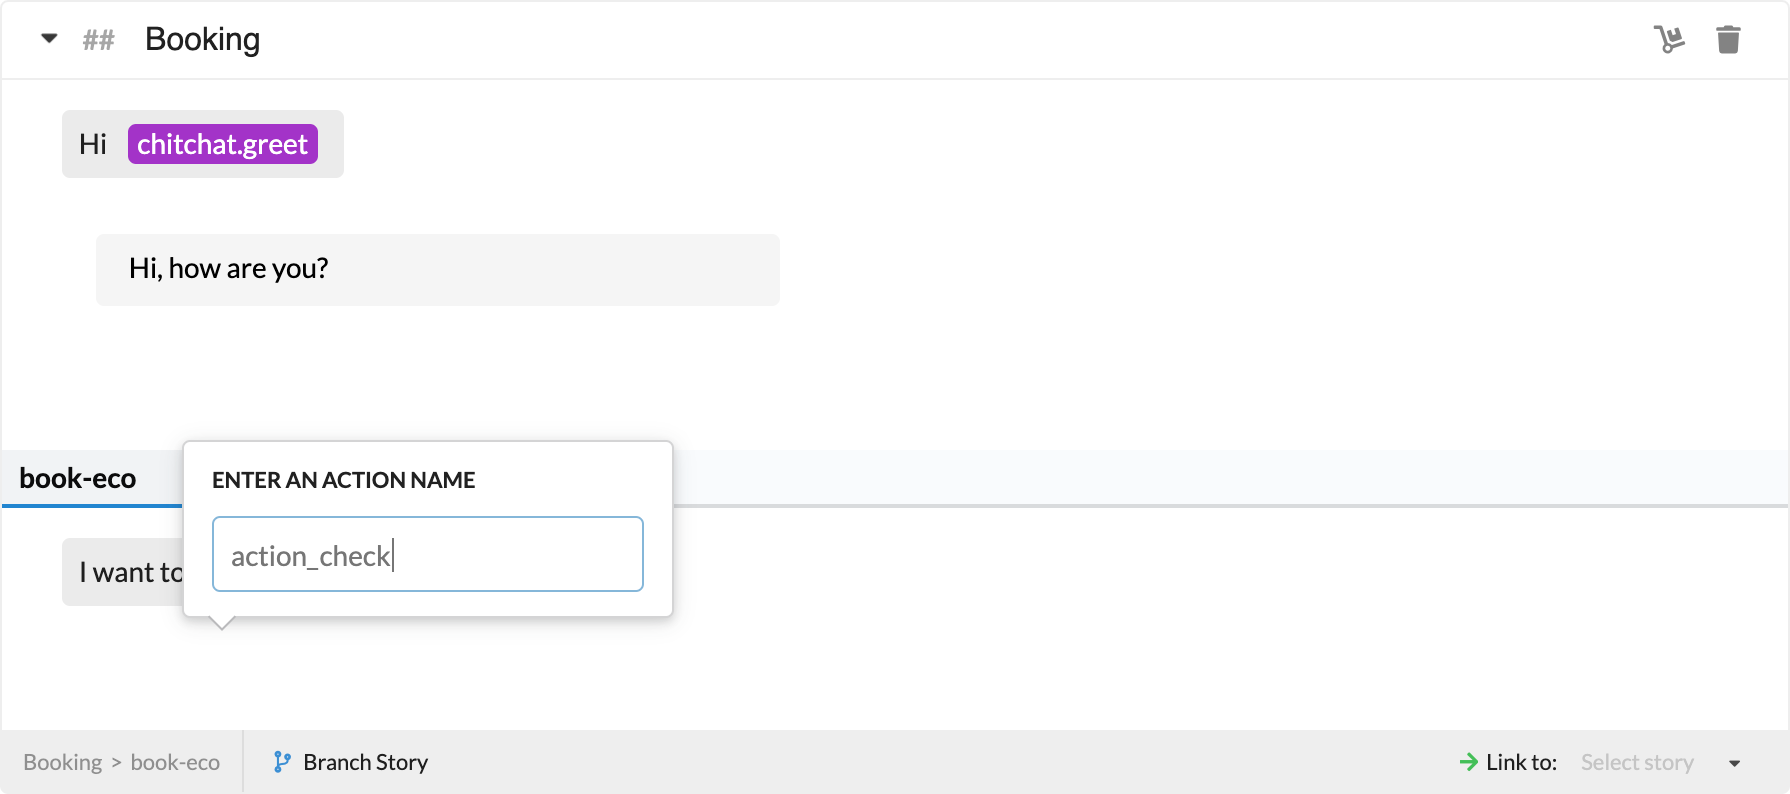 ## Booking
Hi chitchat.greet
Hi, how are you?
book-eco
ENTER AN ACTION NAME
action_check
I want to
Booking > book-eco
Branch Story
Link to: Select story